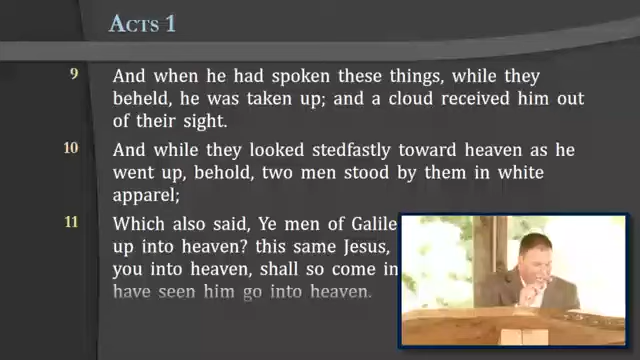 Acts 1
9 And when he had spoken these things, while they
beheld, he was taken up; and a cloud received him out
of their sight.
10 And while they looked stedfastly toward heaven as he
went up, behold, two men stood by them in white
apparel;
11 Which also said, Ye men of Galile
up into heaven? this same Jesus,
you into heaven, shall so come in
have seen him go into heaven.